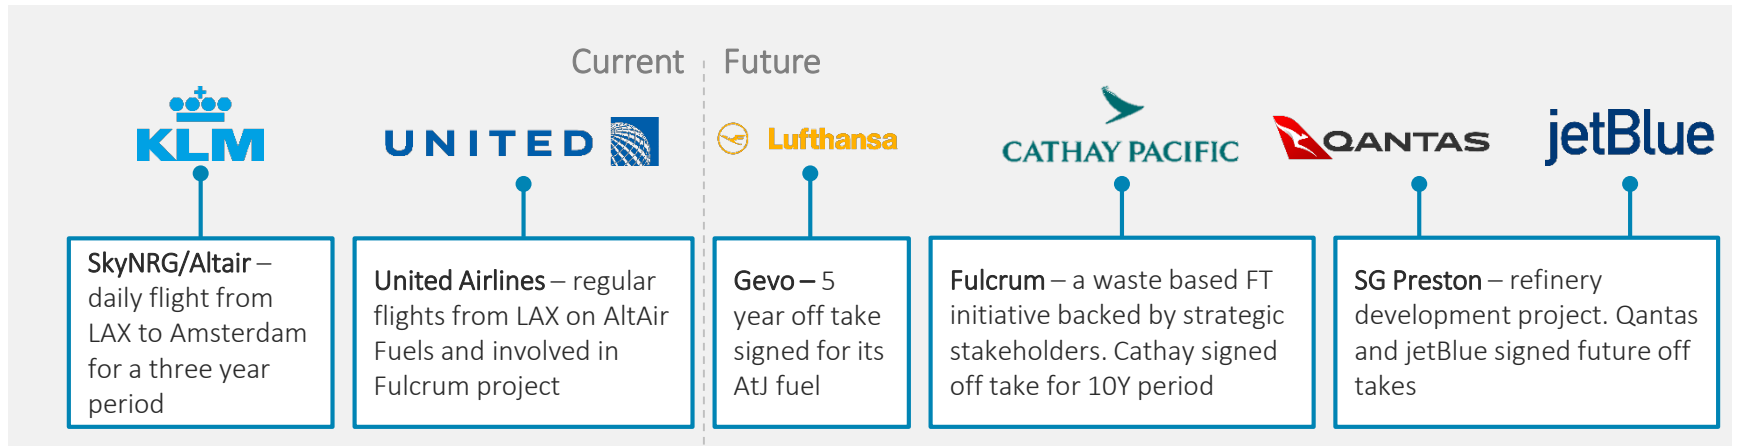 Current
Future
KLM
UNITED
Lufthansa
CATHAY PACIFIC
QANTAS
jetBlue
SkyNRG/Altair –
daily flight from
LAX to Amsterdam
for a three year
period
United Airlines – regular
flights from LAX on AltAir
Fuels and involved in
Fulcrum project
Gevo – 5
year off take
signed for its
AtJ fuel
Fulcrum – a waste based FT
initiative backed by strategic
stakeholders. Cathay signed
off take for 10Y period
SG Preston – refinery
development project. Qantas
and jetBlue signed future off
takes